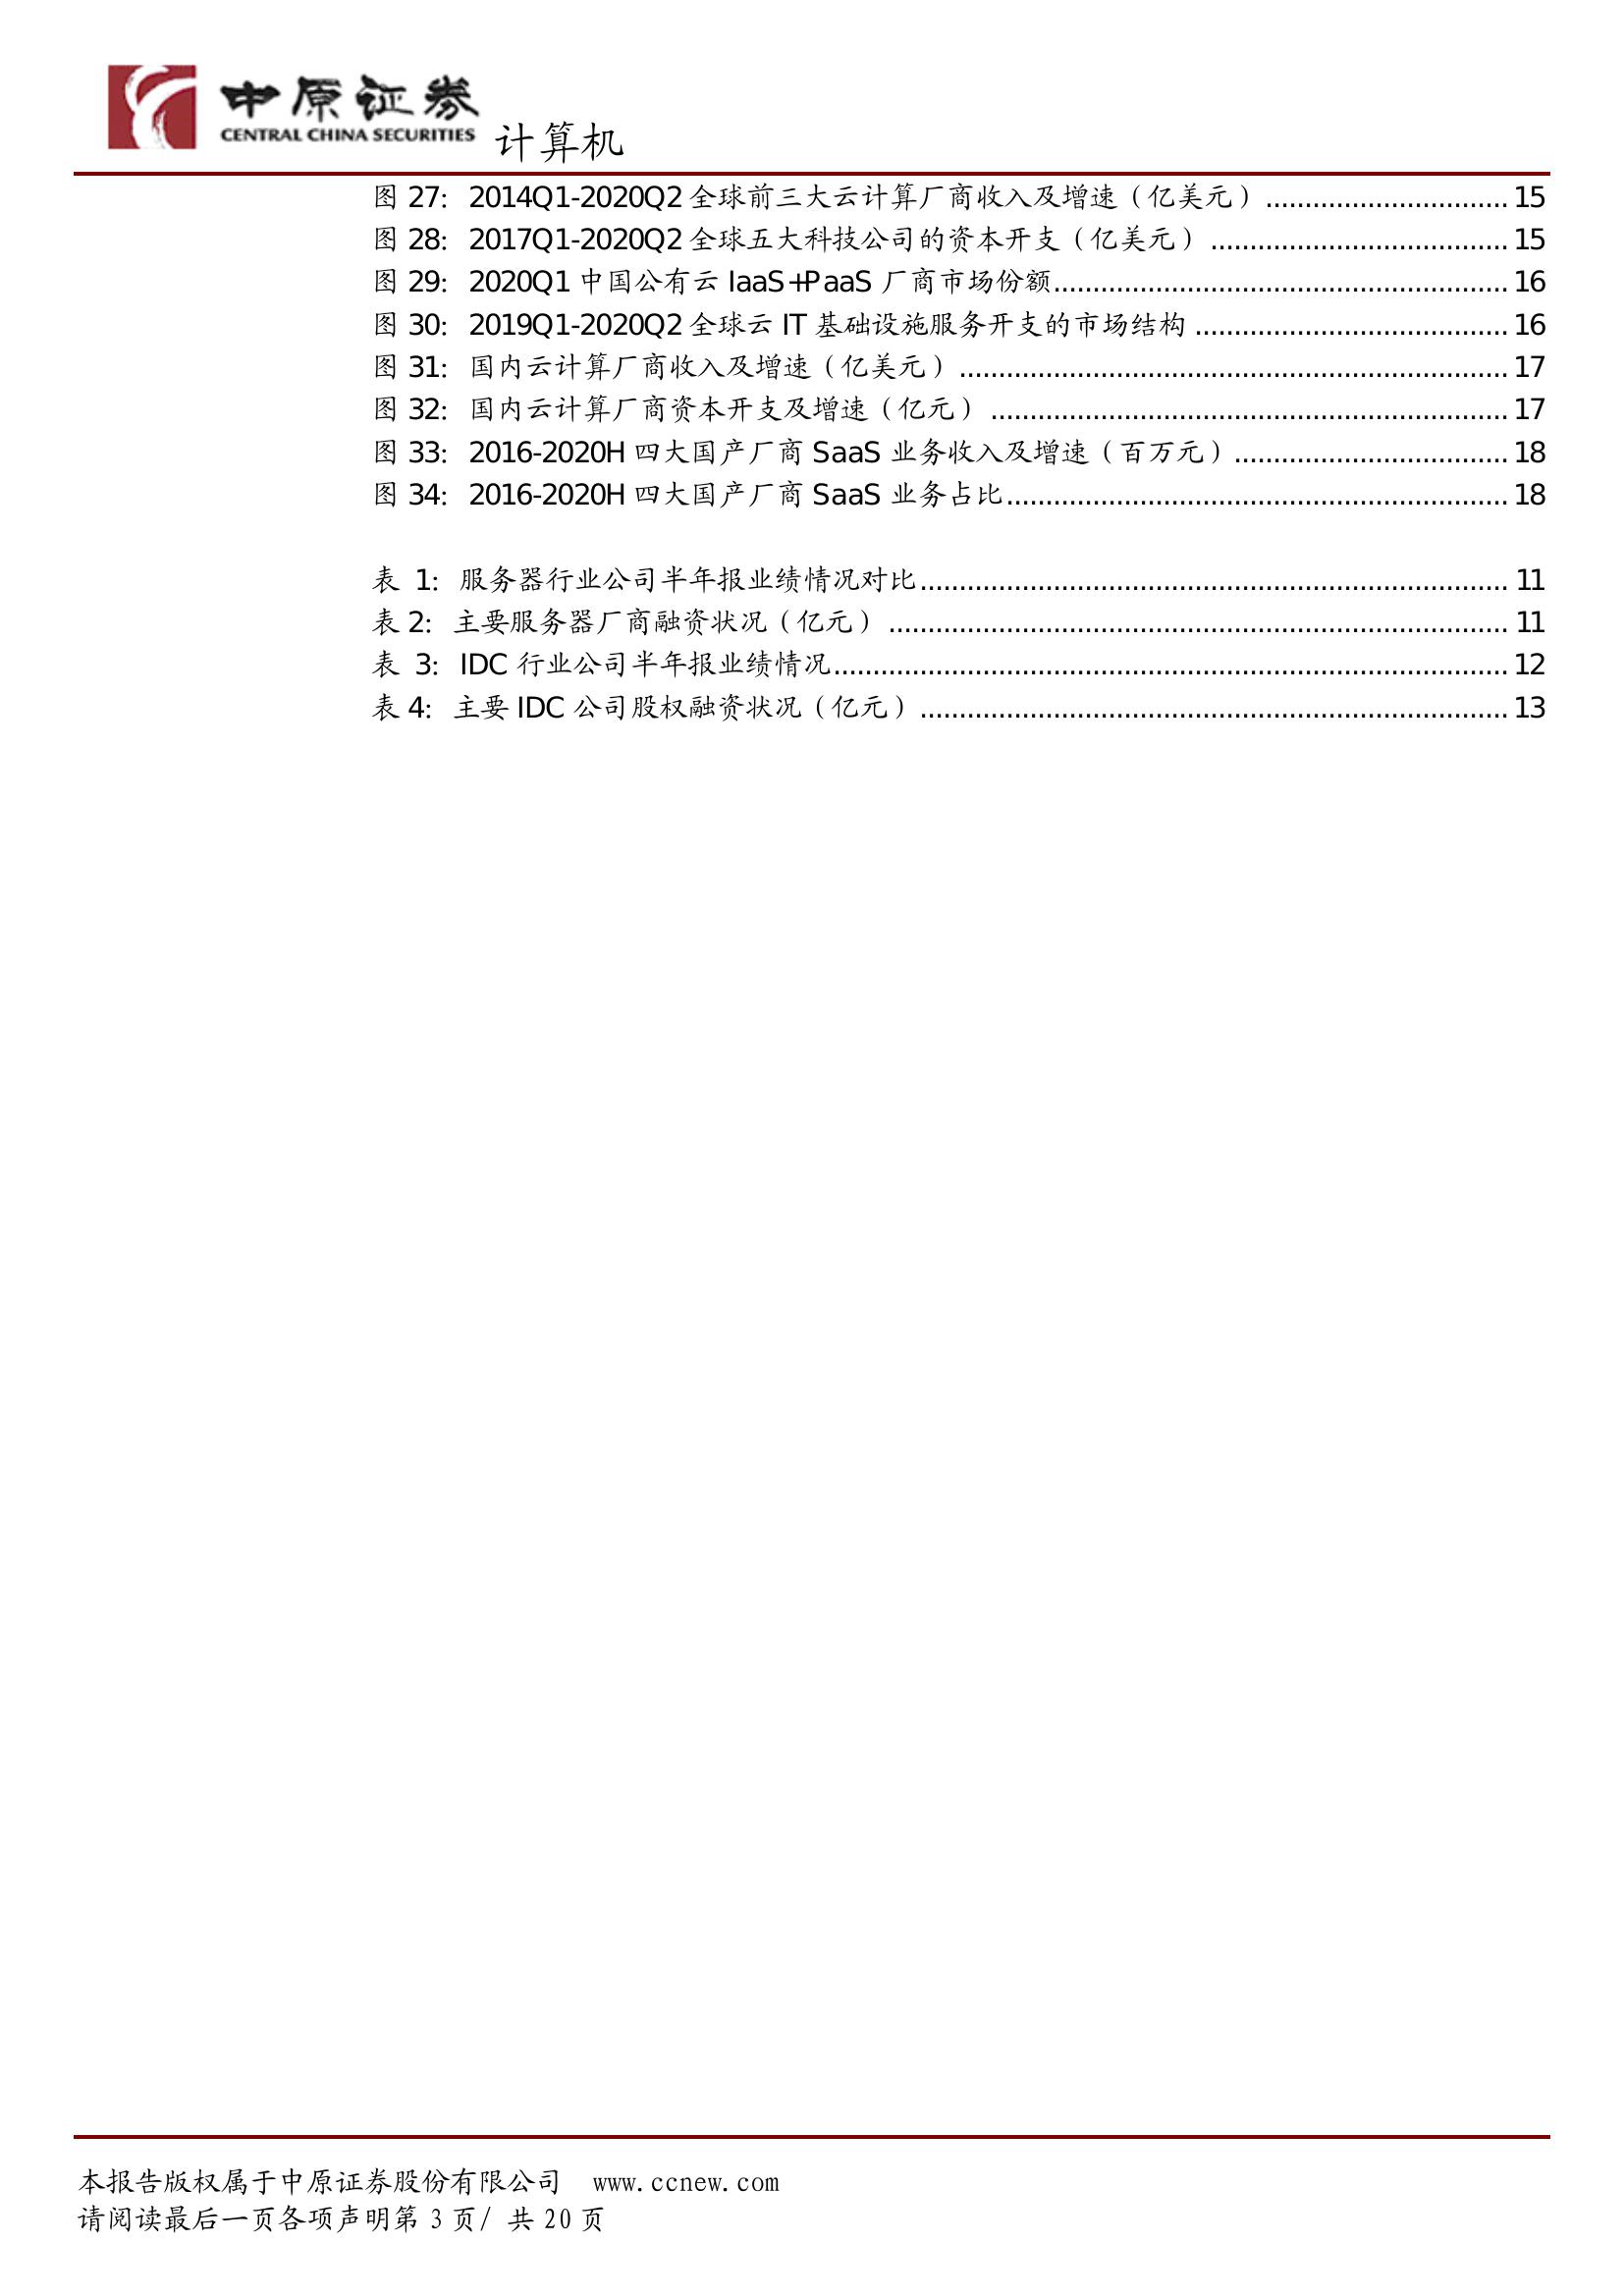 中原证券
CENTRAL CHINA SECURITIES
计算机
图 27: 2014Q1-2020Q2 全球前三大云计算厂商收入及增速（亿美元）............................... 15
图 28: 2017Q1-2020Q2 全球五大科技公司的资本开支（亿美元）...................................... 15
图 29: 2020Q1 中国公有云 IaaS+PaaS 厂商市场份额.......................................................... 16
图 30: 2019Q1-2020Q2 全球云 IT 基础设施服务开支的市场结构........................................ 16
图 31: 国内云计算厂商收入及增速（亿美元）...................................................................... 17
图 32: 国内云计算厂商资本开支及增速（亿元）.................................................................. 17
图 33: 2016-2020H 四大国产厂商 SaaS 业务收入及增速（百万元）................................... 18
图 34: 2016-2020H 四大国产厂商 SaaS 业务占比................................................................ 18
表 1: 服务器行业公司半年报业绩情况对比........................................................................... 11
表 2: 主要服务器厂商融资状况（亿元）............................................................................... 11
表 3: IDC 行业公司半年报业绩情况...................................................................................... 12
表 4: 主要 IDC 公司股权融资状况（亿元）........................................................................... 13
本报告版权属于中原证券股份有限公司 www.ccnew.com
请阅读最后一页各项声明第 3 页/ 共 20 页